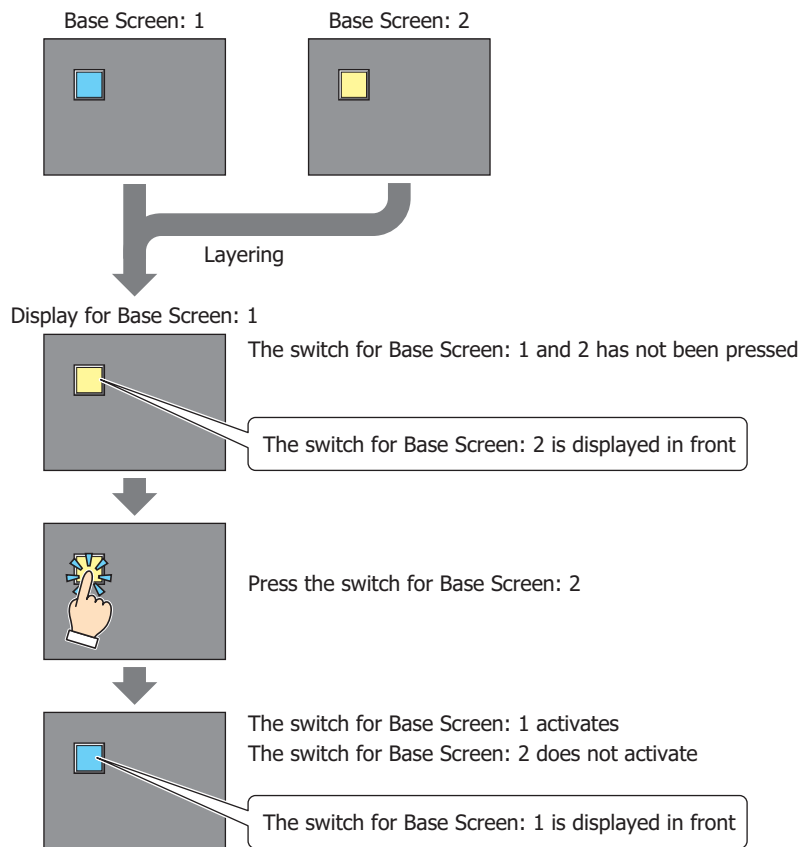 Base Screen: 1
Base Screen: 2
Layering
Display for Base Screen: 1
The switch for Base Screen: 1 and 2 has not been pressed
The switch for Base Screen: 2 is displayed in front
Press the switch for Base Screen: 2
The switch for Base Screen: 1 activates
The switch for Base Screen: 2 does not activate
The switch for Base Screen: 1 is displayed in front